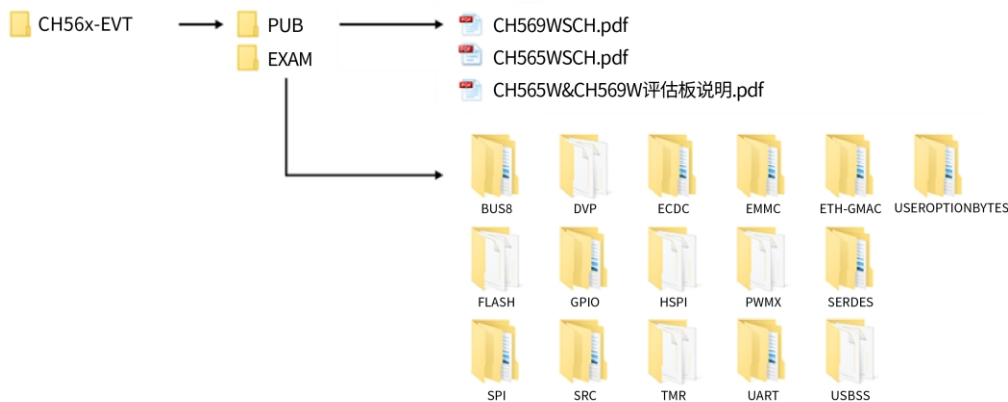 CH56x-EVT
PUB
EXAM
CH569WSCH.pdf
CH565WSCH.pdf
CH565W&CH569W评估板说明.pdf
BUS8 DVP ECDC EMMC ETH-GMAC USEROPTIONBYTES
FLASH GPIO HSPI PWMX SERDES
SPI SRC TMR UART USBSS